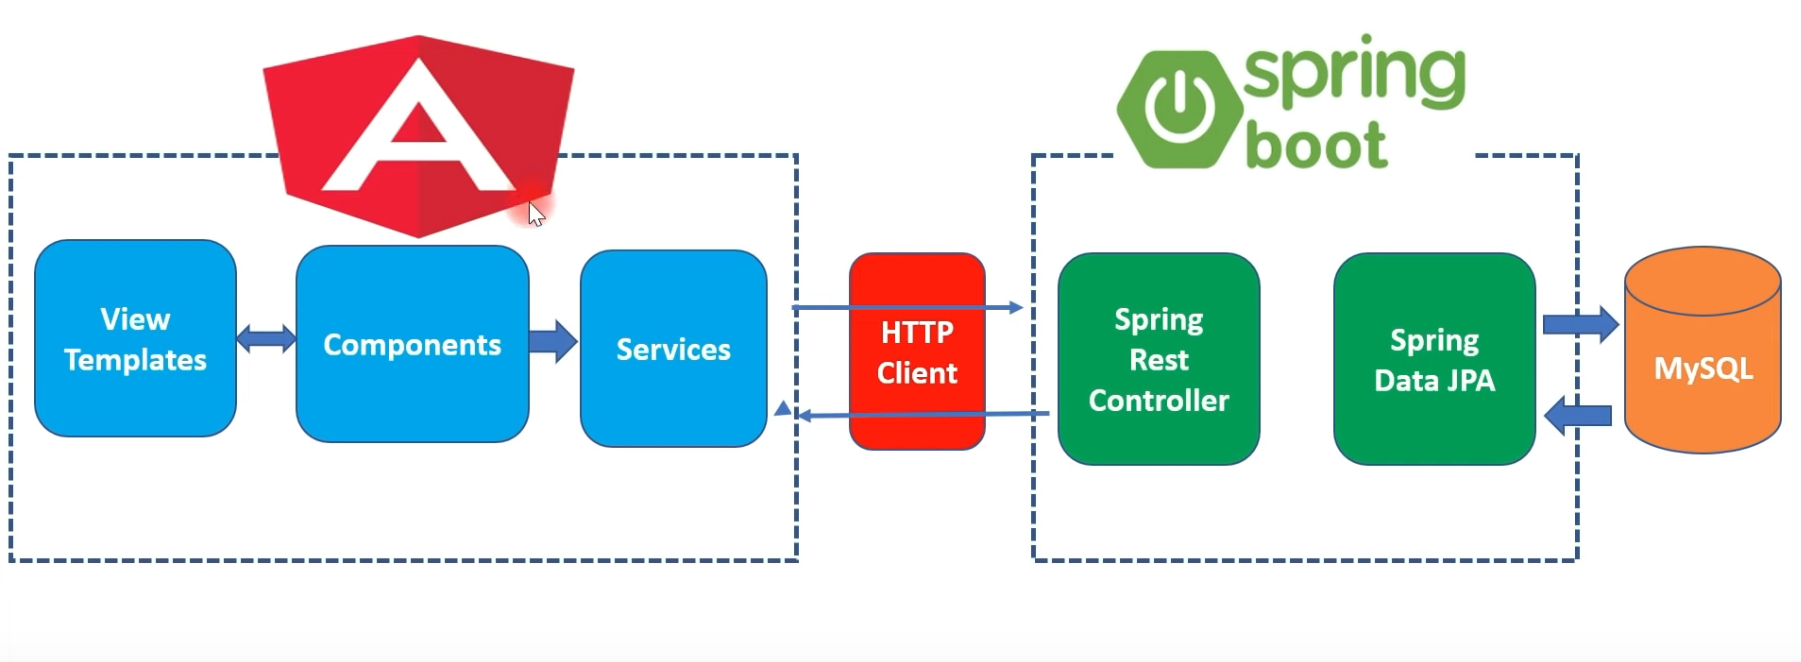 spring
boot
View
Templates
Components
Services
HTTP
Client
Spring
Rest
Controller
Spring
Data JPA
MySQL